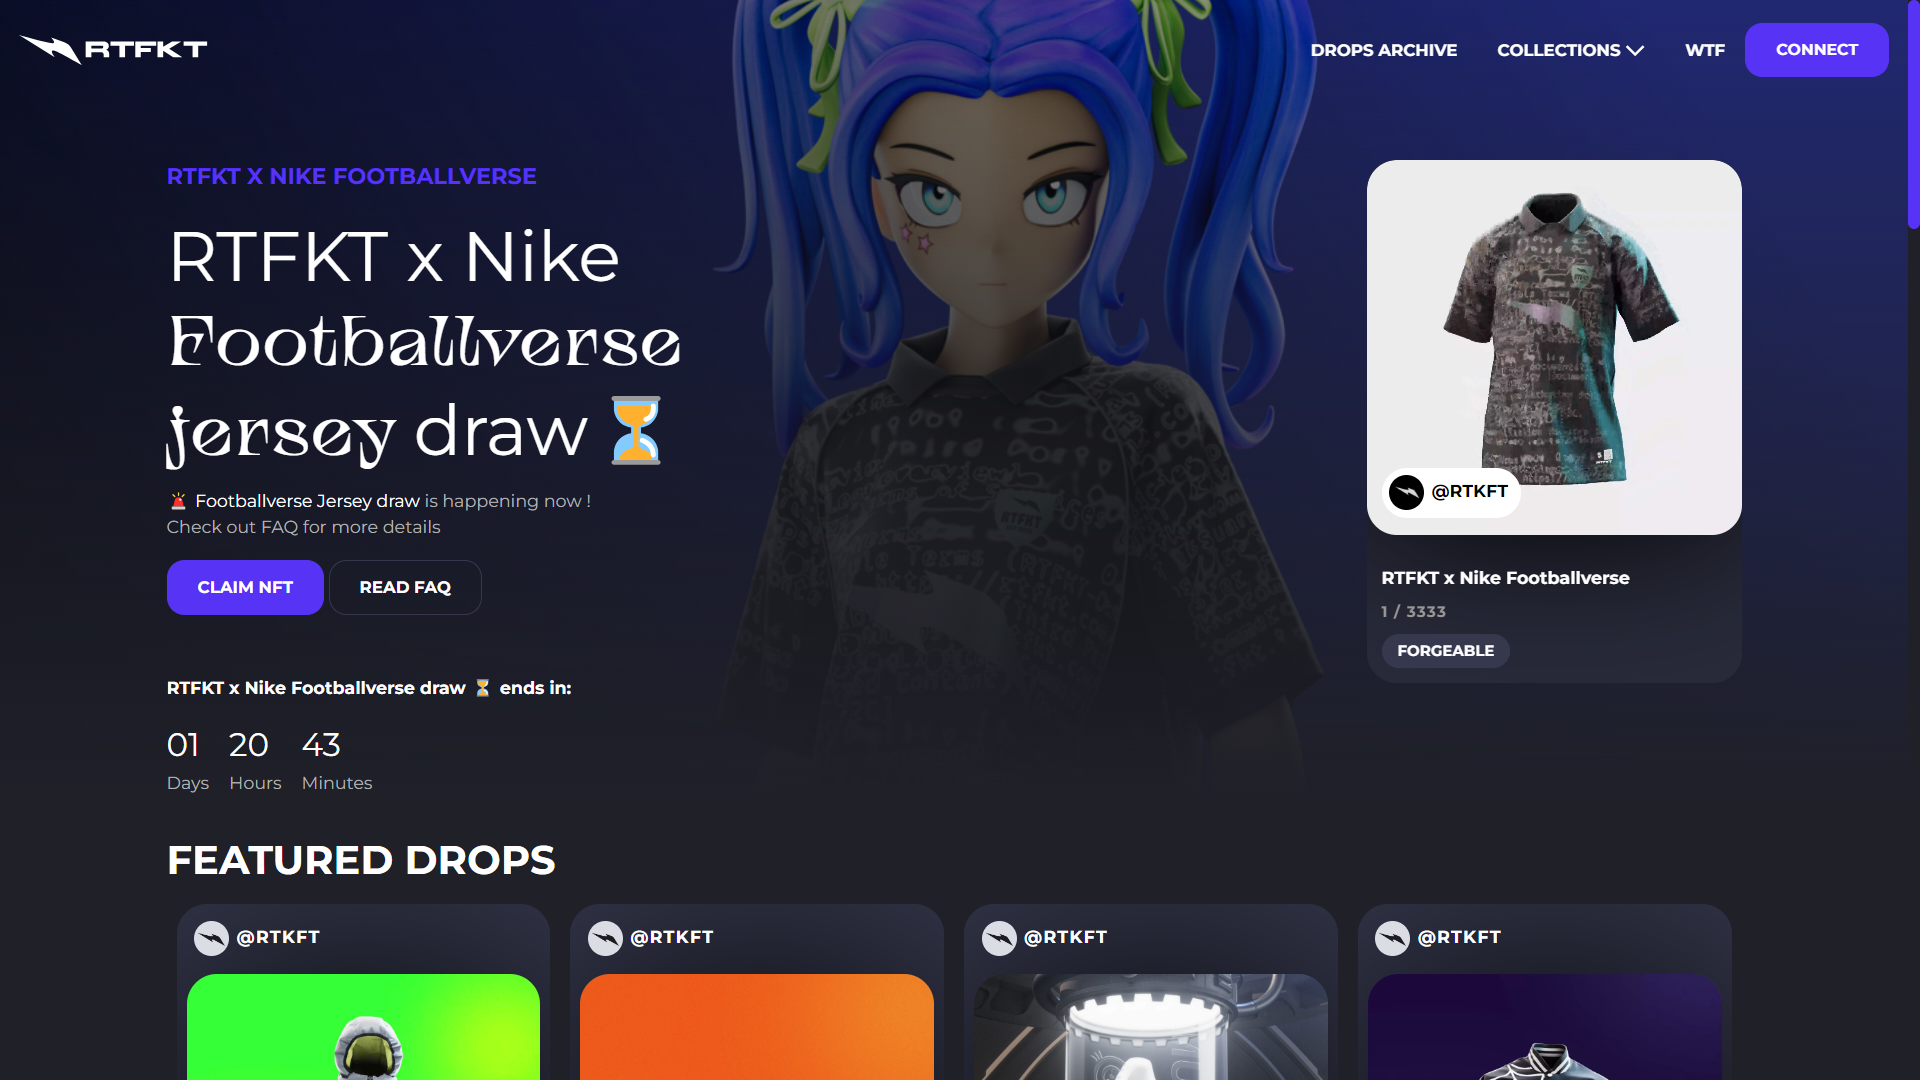 RTFKT
DROPS ARCHIVE
COLLECTIONS
WTF
CONNECT
RTFKT X NIKE FOOTBALLVERSE
RTFKT x Nike
Footballverse
jersey draw ⏳
🚨 Footballverse Jersey draw is happening now !
Check out FAQ for more details
CLAIM NFT
READ FAQ
RTFKT x Nike Footballverse draw ⏳ ends in:
01 20 43
Days Hours Minutes
@RTKFT
RTFKT x Nike Footballverse
1 / 3333
FORGEABLE
FEATURED DROPS
@RTKFT
@RTKFT
@RTKFT
@RTKFT